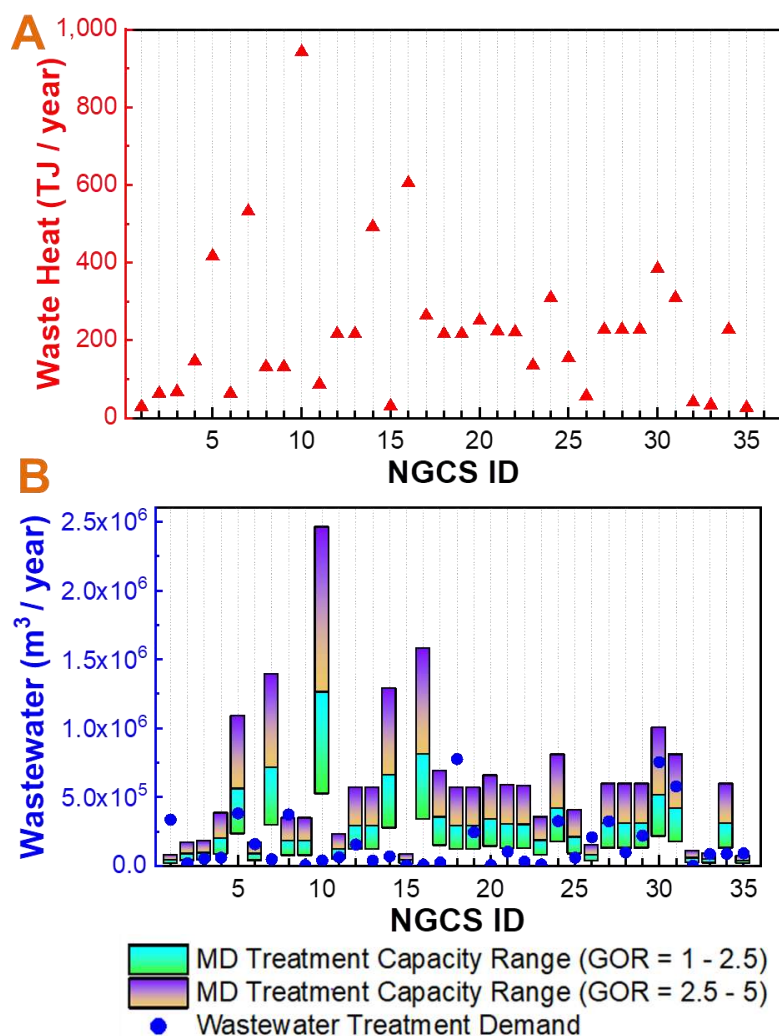 A
Waste Heat (TJ / year)
1,000
800
600
400
200
0
5
10
15
20
25
30
35
NGCS ID
B
Wastewater (m³ / year)
2.5x10⁶
2.0x10⁶
1.5x10⁶
1.0x10⁶
5.0x10⁵
0.0
5
10
15
20
25
30
35
NGCS ID
MD Treatment Capacity Range (GOR = 1 - 2.5)
MD Treatment Capacity Range (GOR = 2.5 - 5)
Wastewater Treatment Demand